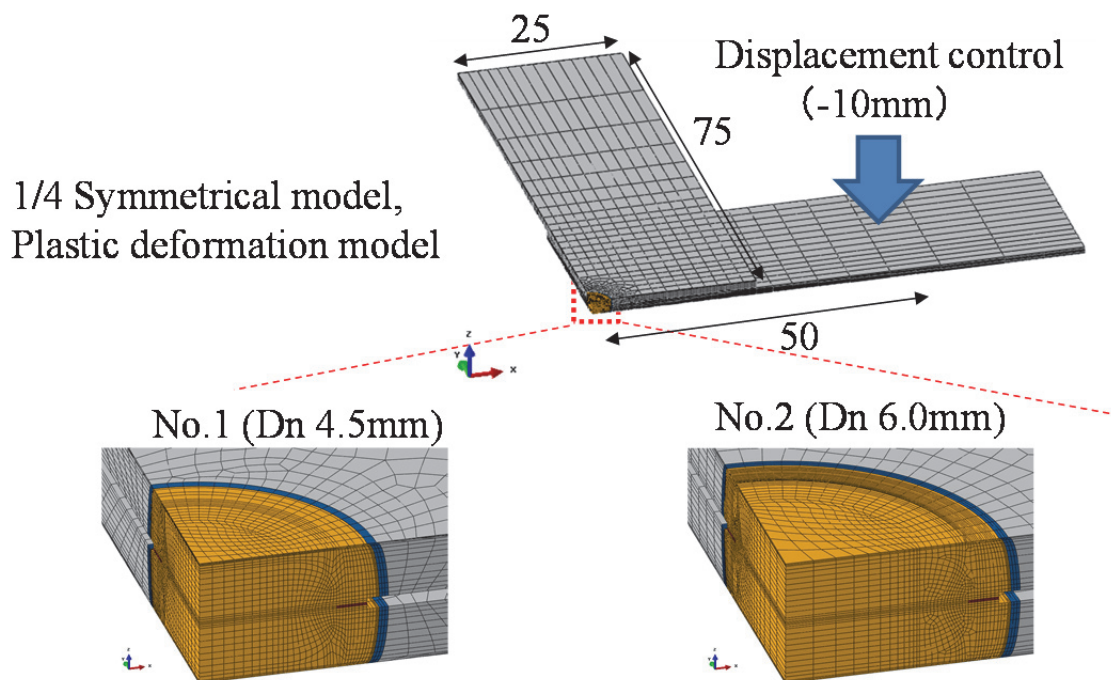 25
Displacement control
(-10mm)
75
1/4 Symmetrical model,
Plastic deformation model
50
Z
Y
X
No.1 (Dn 4.5mm)
No.2 (Dn 6.0mm)
Z
Y
X
Z
Y
X